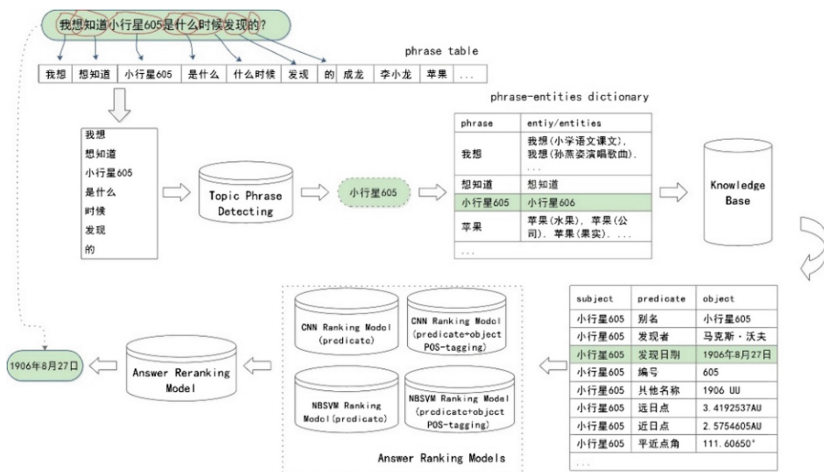 我想知道小行星605是什么时候发现的?
phrase table
我想 想知道 小行星605 是什么 什么时候 发现 的 成龙 李小龙 苹果 ...
phrase-entities dictionary
我想
想知道
小行星605
是什么
时候
发现
的
Topic Phrase
Detecting
小行星605
phrase entiy/entities
我想 我想(小学语文课文),
我想(孙燕姿演唱歌曲),
...
想知道 想知道
小行星605 小行星606
苹果 苹果(水果), 苹果(公
司), 苹果(果实), ...
...
Knowledge
Base
subject predicate object
小行星605 别名 小行星605
小行星605 发现者 马克斯·沃夫
小行星605 发现日期 1906年8月27日
小行星605 编号 605
小行星605 其他名称 1906 UU
小行星605 远日点 3.4192537AU
小行星605 近日点 2.5754605AU
小行星605 平近点角 111.60650°
...
CNN Ranking Model
(predicate)
CNN Ranking Model
(predicate+object
POS-tagging)
NBSVM Ranking
Model(predicate)
NBSVM Ranking Model
(predicate+object
POS-tagging)
Answer Ranking Models
Answer Reranking
Model
1906年8月27日